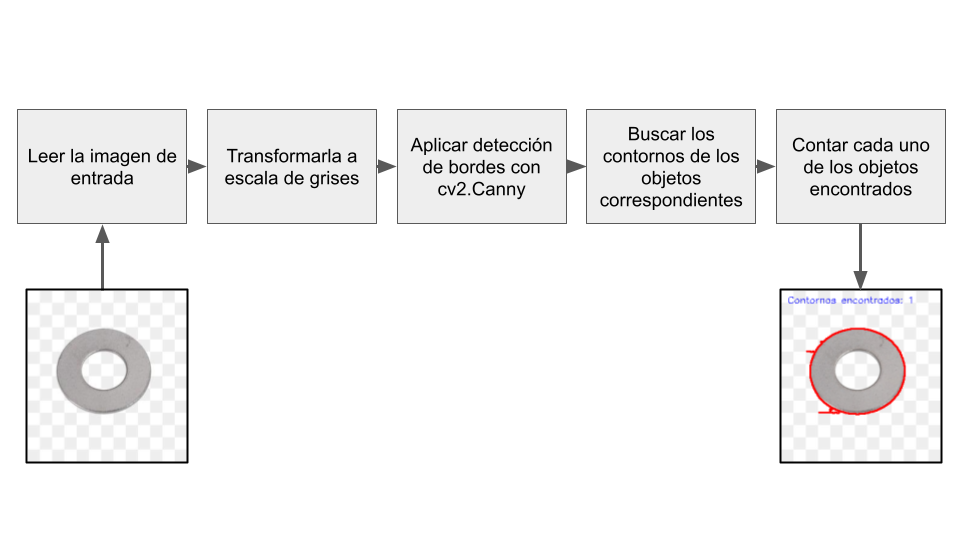 Leer la imagen de
entrada
Transformarla a
escala de grises
Aplicar detección
de bordes con
cv2.Canny
Buscar los
contornos de los
objetos
correspondientes
Contar cada uno
de los objetos
encontrados
Contornos encontrados: 1